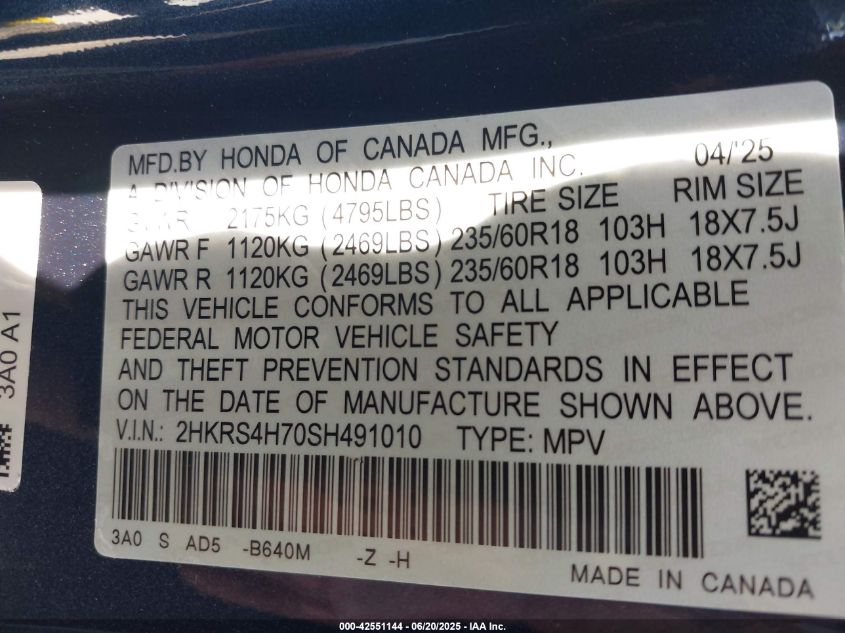 MFD.BY HONDA OF CANADA MFG.,
A DIVISION OF HONDA CANADA INC. 04/'25
2175KG (4795LBS) TIRE SIZE RIM SIZE
GAWR F 1120KG (2469LBS) 235/60R18 103H 18X7.5J
GAWR R 1120KG (2469LBS) 235/60R18 103H 18X7.5J
THIS VEHICLE CONFORMS TO ALL APPLICABLE
FEDERAL MOTOR VEHICLE SAFETY
AND THEFT PREVENTION STANDARDS IN EFFECT
ON THE DATE OF MANUFACTURE SHOWN ABOVE.
V.I.N.: 2HKRS4H70SH491010 TYPE: MPV
3A0 S AD5 -B640M -Z -H
MADE IN CANADA
3A0 A1
000-42551144 - 06/20/2025 - IAA Inc.